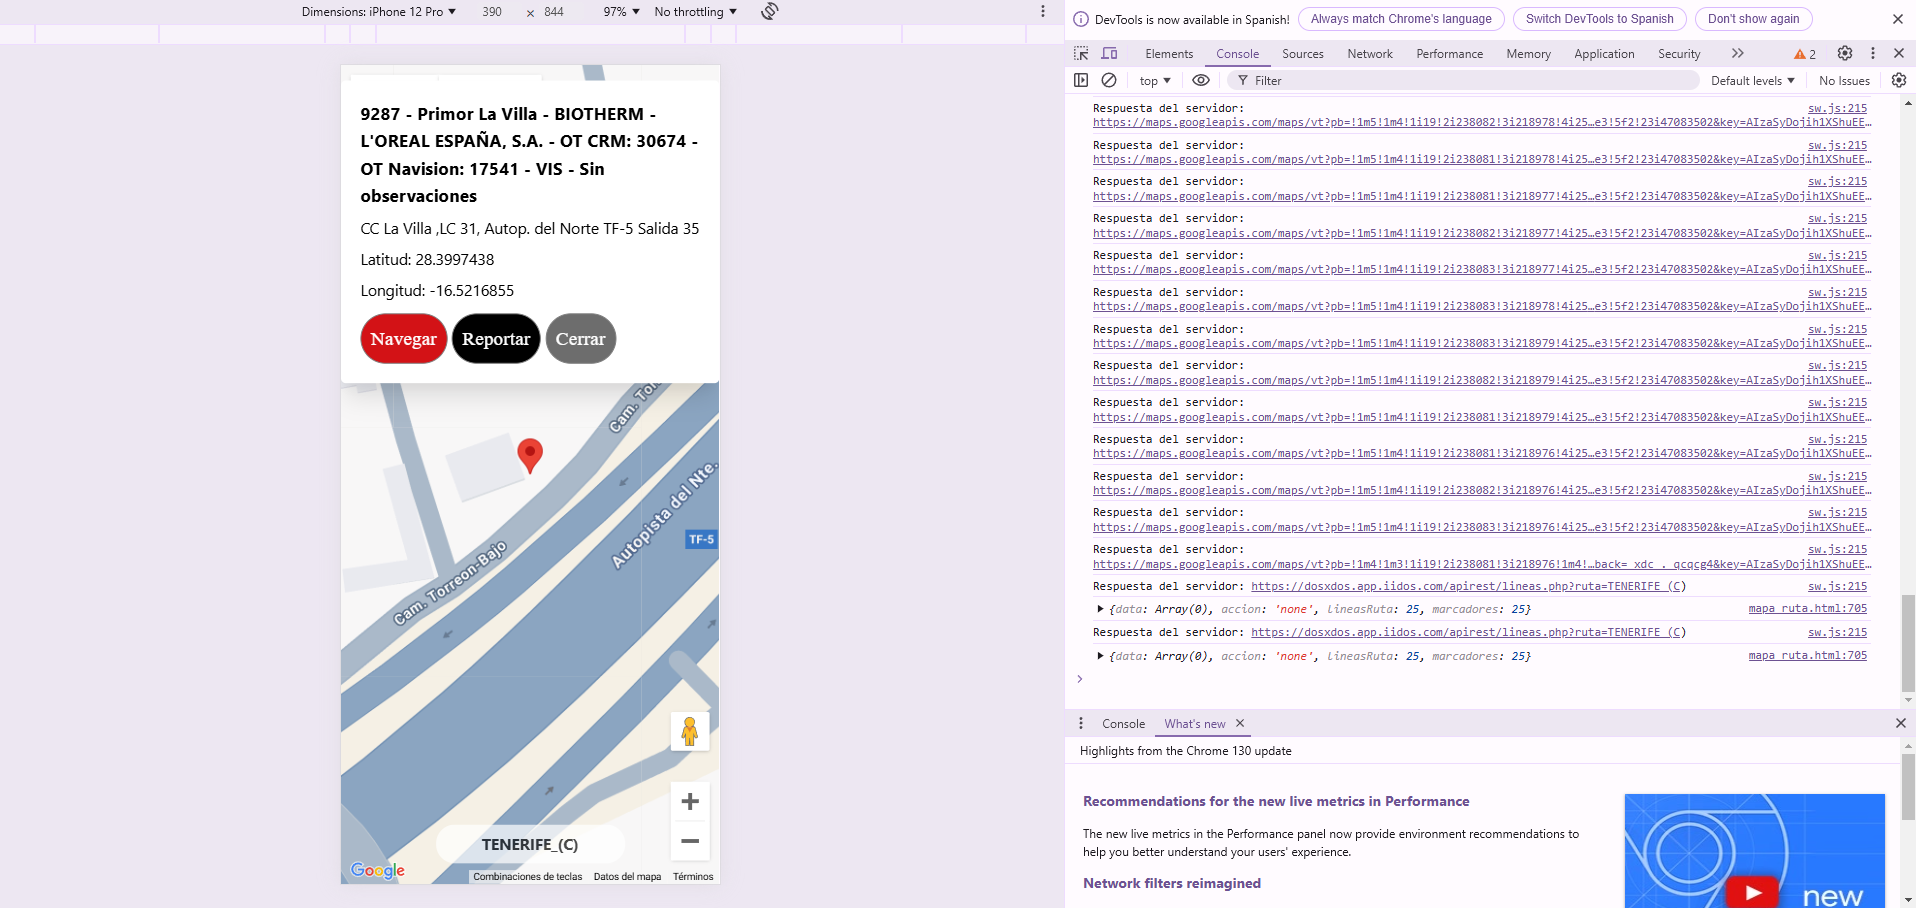 Dimensions: iPhone 12 Pro 390 × 844 97% No throttling
9287 - Primor La Villa - BIOTHERM -
L'OREAL ESPAÑA, S.A. - OT CRM: 30674 -
OT Navision: 17541 - VIS - Sin
observaciones
CC La Villa ,LC 31, Autop. del Norte TF-5 Salida 35
Latitud: 28.3997438
Longitud: -16.5216855
Navegar Reportar Cerrar
Cam. Torr
Autopista del Nte.
TF-5
Cam. Torreon-Bajo
TENERIFE_(C)
Google
Combinaciones de teclas Datos del mapa Términos
DevTools is now available in Spanish! Always match Chrome's language Switch DevTools to Spanish Don't show again
Elements Console Sources Network Performance Memory Application Security 2
top Filter Default levels No Issues
Respuesta del servidor: sw.js:215
https://maps.googleapis.com/maps/vt?pb=!1m5!1m4!1i19!2i238082!3i218978!4i25…e3!5f2!23i47083502&key=AIzaSyDojih1XShuEE…
Respuesta del servidor: sw.js:215
https://maps.googleapis.com/maps/vt?pb=!1m5!1m4!1i19!2i238081!3i218978!4i25…e3!5f2!23i47083502&key=AIzaSyDojih1XShuEE…
Respuesta del servidor: sw.js:215
https://maps.googleapis.com/maps/vt?pb=!1m5!1m4!1i19!2i238081!3i218977!4i25…e3!5f2!23i47083502&key=AIzaSyDojih1XShuEE…
Respuesta del servidor: sw.js:215
https://maps.googleapis.com/maps/vt?pb=!1m5!1m4!1i19!2i238082!3i218977!4i25…e3!5f2!23i47083502&key=AIzaSyDojih1XShuEE…
Respuesta del servidor: sw.js:215
https://maps.googleapis.com/maps/vt?pb=!1m5!1m4!1i19!2i238083!3i218977!4i25…e3!5f2!23i47083502&key=AIzaSyDojih1XShuEE…
Respuesta del servidor: sw.js:215
https://maps.googleapis.com/maps/vt?pb=!1m5!1m4!1i19!2i238083!3i218978!4i25…e3!5f2!23i47083502&key=AIzaSyDojih1XShuEE…
Respuesta del servidor: sw.js:215
https://maps.googleapis.com/maps/vt?pb=!1m5!1m4!1i19!2i238083!3i218979!4i25…e3!5f2!23i47083502&key=AIzaSyDojih1XShuEE…
Respuesta del servidor: sw.js:215
https://maps.googleapis.com/maps/vt?pb=!1m5!1m4!1i19!2i238082!3i218979!4i25…e3!5f2!23i47083502&key=AIzaSyDojih1XShuEE…
Respuesta del servidor: sw.js:215
https://maps.googleapis.com/maps/vt?pb=!1m5!1m4!1i19!2i238081!3i218979!4i25…e3!5f2!23i47083502&key=AIzaSyDojih1XShuEE…
Respuesta del servidor: sw.js:215
https://maps.googleapis.com/maps/vt?pb=!1m5!1m4!1i19!2i238081!3i218976!4i25…e3!5f2!23i47083502&key=AIzaSyDojih1XShuEE…
Respuesta del servidor: sw.js:215
https://maps.googleapis.com/maps/vt?pb=!1m5!1m4!1i19!2i238082!3i218976!4i25…e3!5f2!23i47083502&key=AIzaSyDojih1XShuEE…
Respuesta del servidor: sw.js:215
https://maps.googleapis.com/maps/vt?pb=!1m5!1m4!1i19!2i238083!3i218976!4i25…e3!5f2!23i47083502&key=AIzaSyDojih1XShuEE…
Respuesta del servidor: sw.js:215
https://maps.googleapis.com/maps/vt?pb=!1m4!1m3!1i19!2i238081!3i218976!1m4!…back=_xdc_._qcqcg4&key=AIzaSyDojih1XShuEE…
Respuesta del servidor: https://dosxdos.app.iidos.com/apirest/lineas.php?ruta=TENERIFE_(C) sw.js:215
{data: Array(0), accion: 'none', lineasRuta: 25, marcadores: 25} mapa_ruta.html:705
Respuesta del servidor: https://dosxdos.app.iidos.com/apirest/lineas.php?ruta=TENERIFE_(C) sw.js:215
{data: Array(0), accion: 'none', lineasRuta: 25, marcadores: 25} mapa_ruta.html:705
Console What's new
Highlights from the Chrome 130 update
Recommendations for the new live metrics in Performance
The new live metrics in the Performance panel now provide environment recommendations to
help you better understand your users' experience.
Network filters reimagined
new